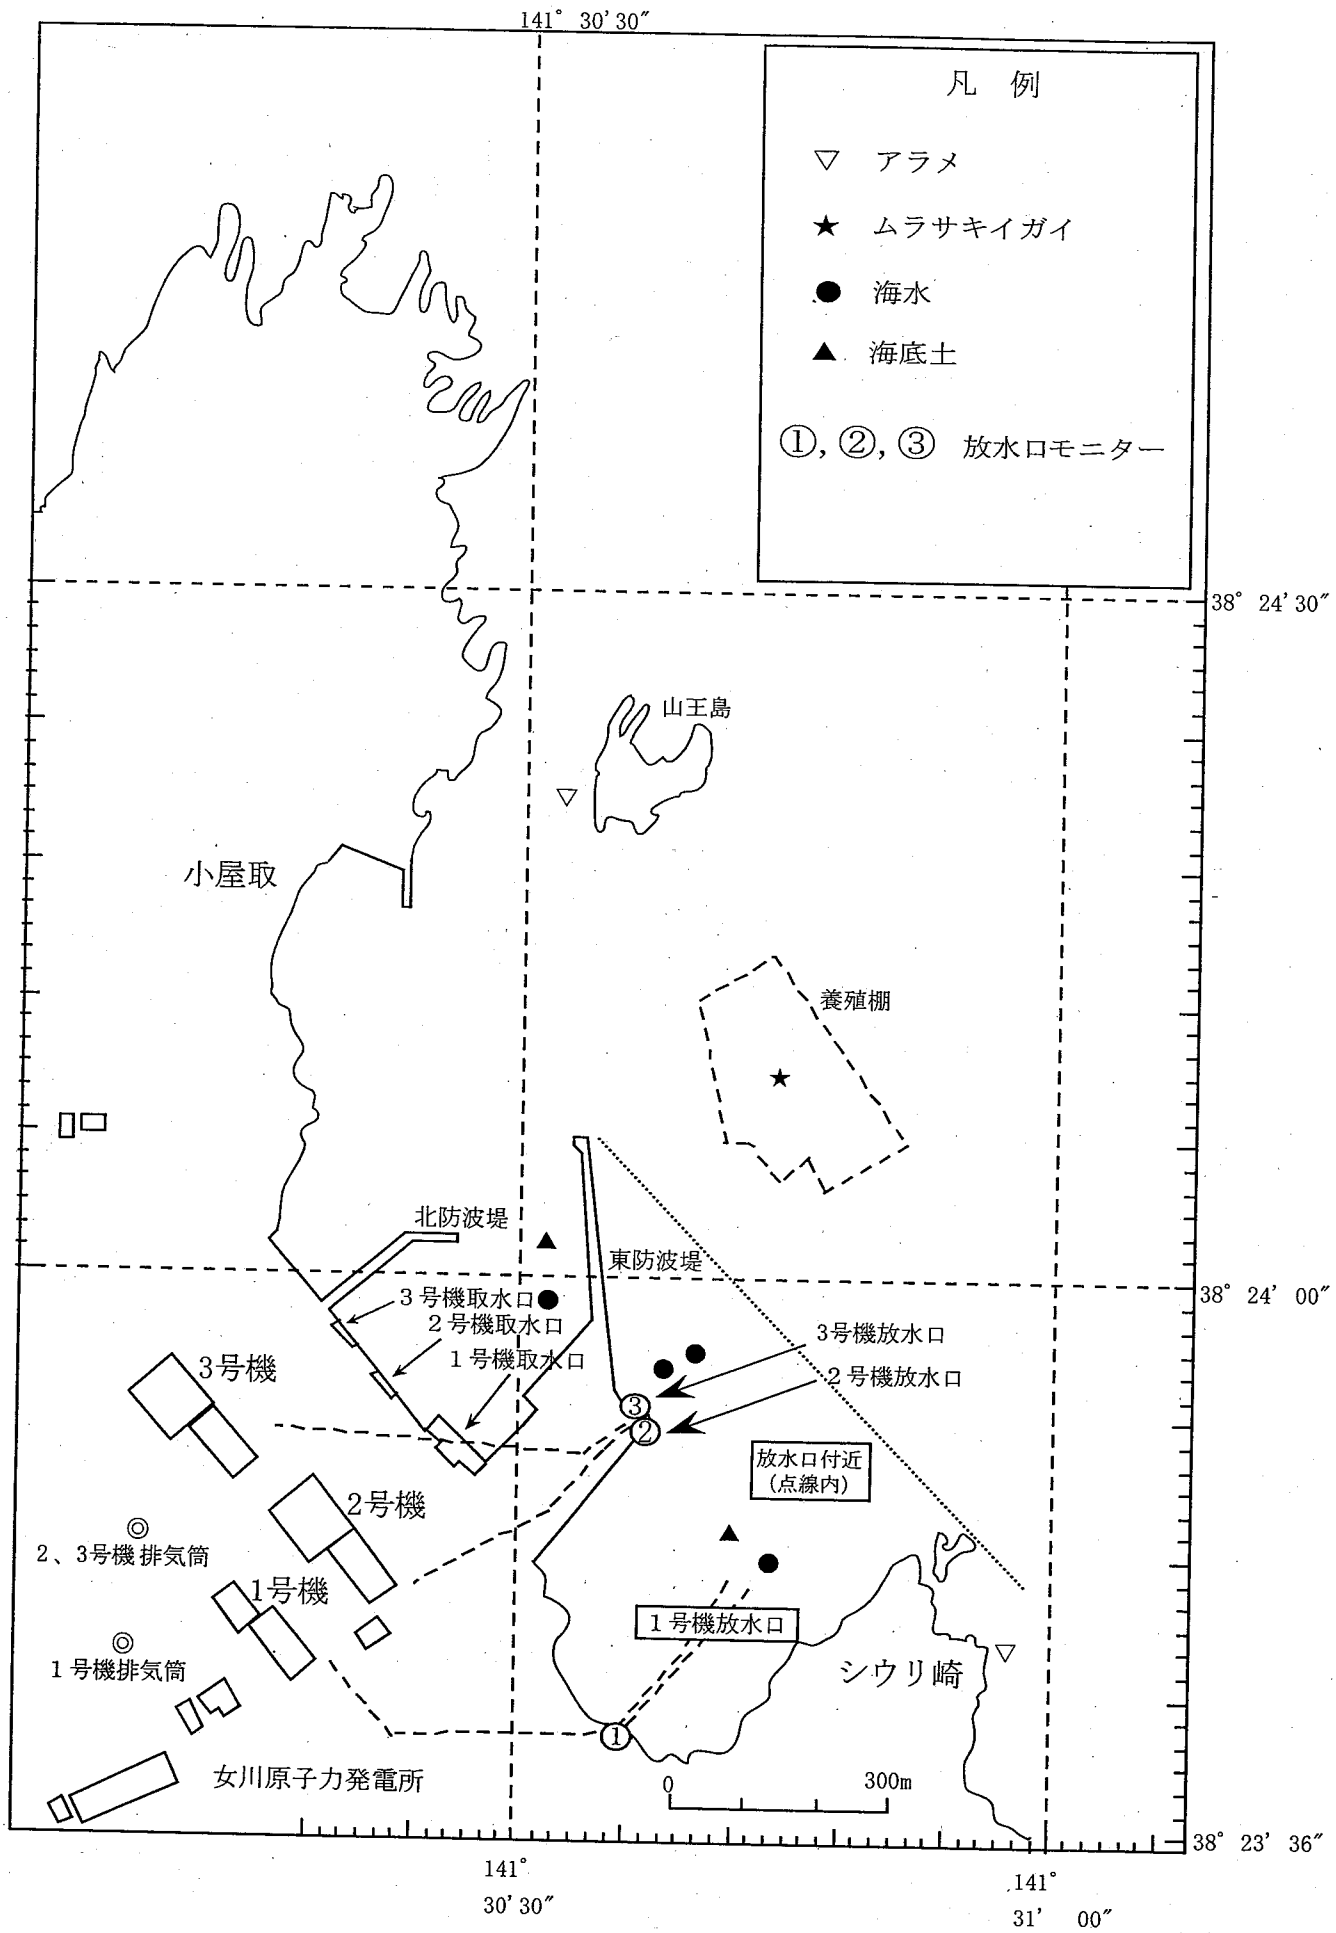 141° 30′30″
凡 例
▽ アラメ
★ ムラサキイガイ
● 海水
▲ 海底土
①,②,③ 放水口モニター
38° 24′30″
山王島
小屋取
養殖棚
北防波堤
東防波堤
38° 24′ 00″
3号機取水口
2号機取水口
1号機取水口
3号機放水口
2号機放水口
3号機
③
②
放水口付近
(点線内)
2号機
2、3号機排気筒
1号機
1号機放水口
1号機排気筒
シウリ崎
①
女川原子力発電所
0 300m
38° 23′ 36″
141°
30′30″
141°
31′ 00″